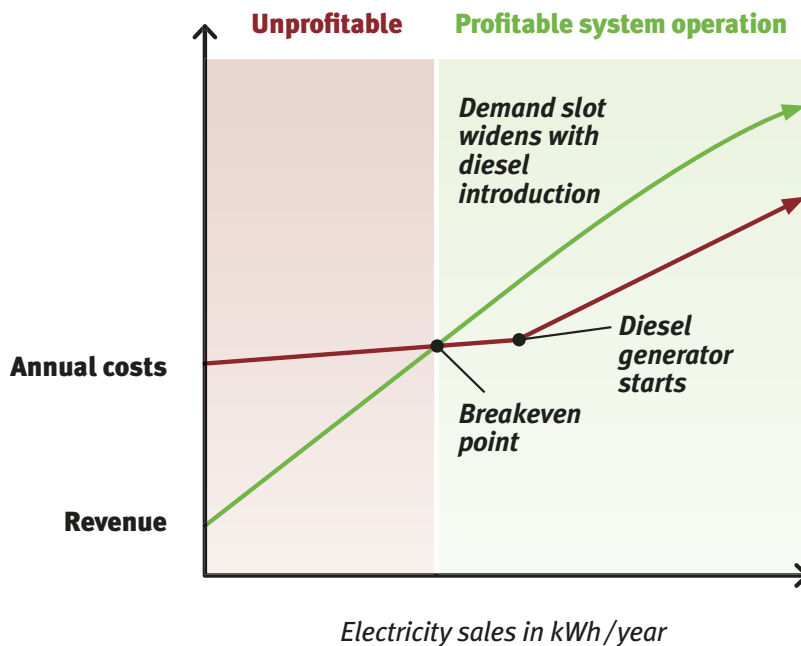 Unprofitable
Profitable system operation
Demand slot
widens with
diesel
introduction
Diesel
generator
starts
Annual costs
Breakeven
point
Revenue
Electricity sales in kWh/year